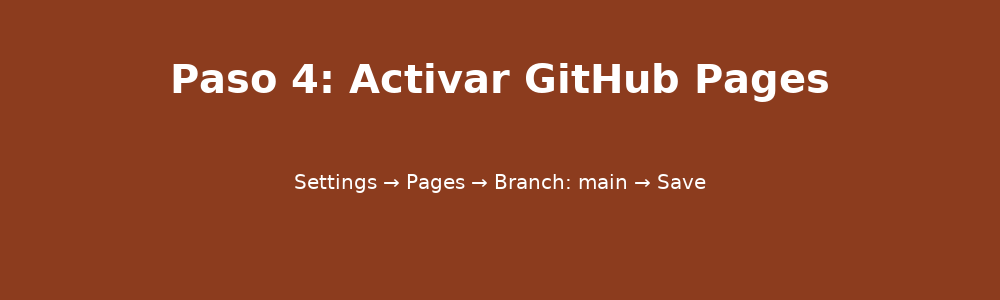 Paso 4: Activar GitHub Pages
Settings → Pages → Branch: main → Save